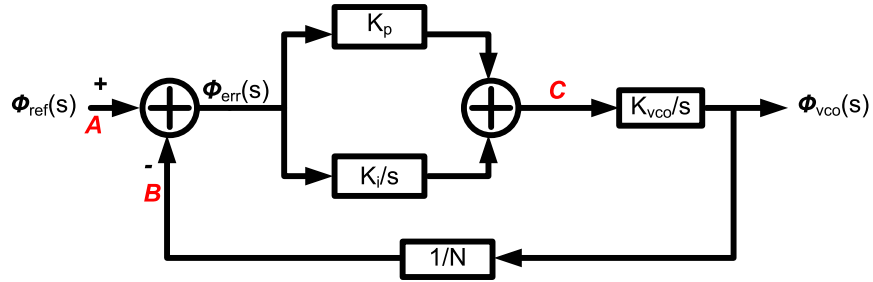 Kp
Φref(s)
+
A
Φerr(s)
C
Kvco/s
Φvco(s)
-
B
Ki/s
1/N